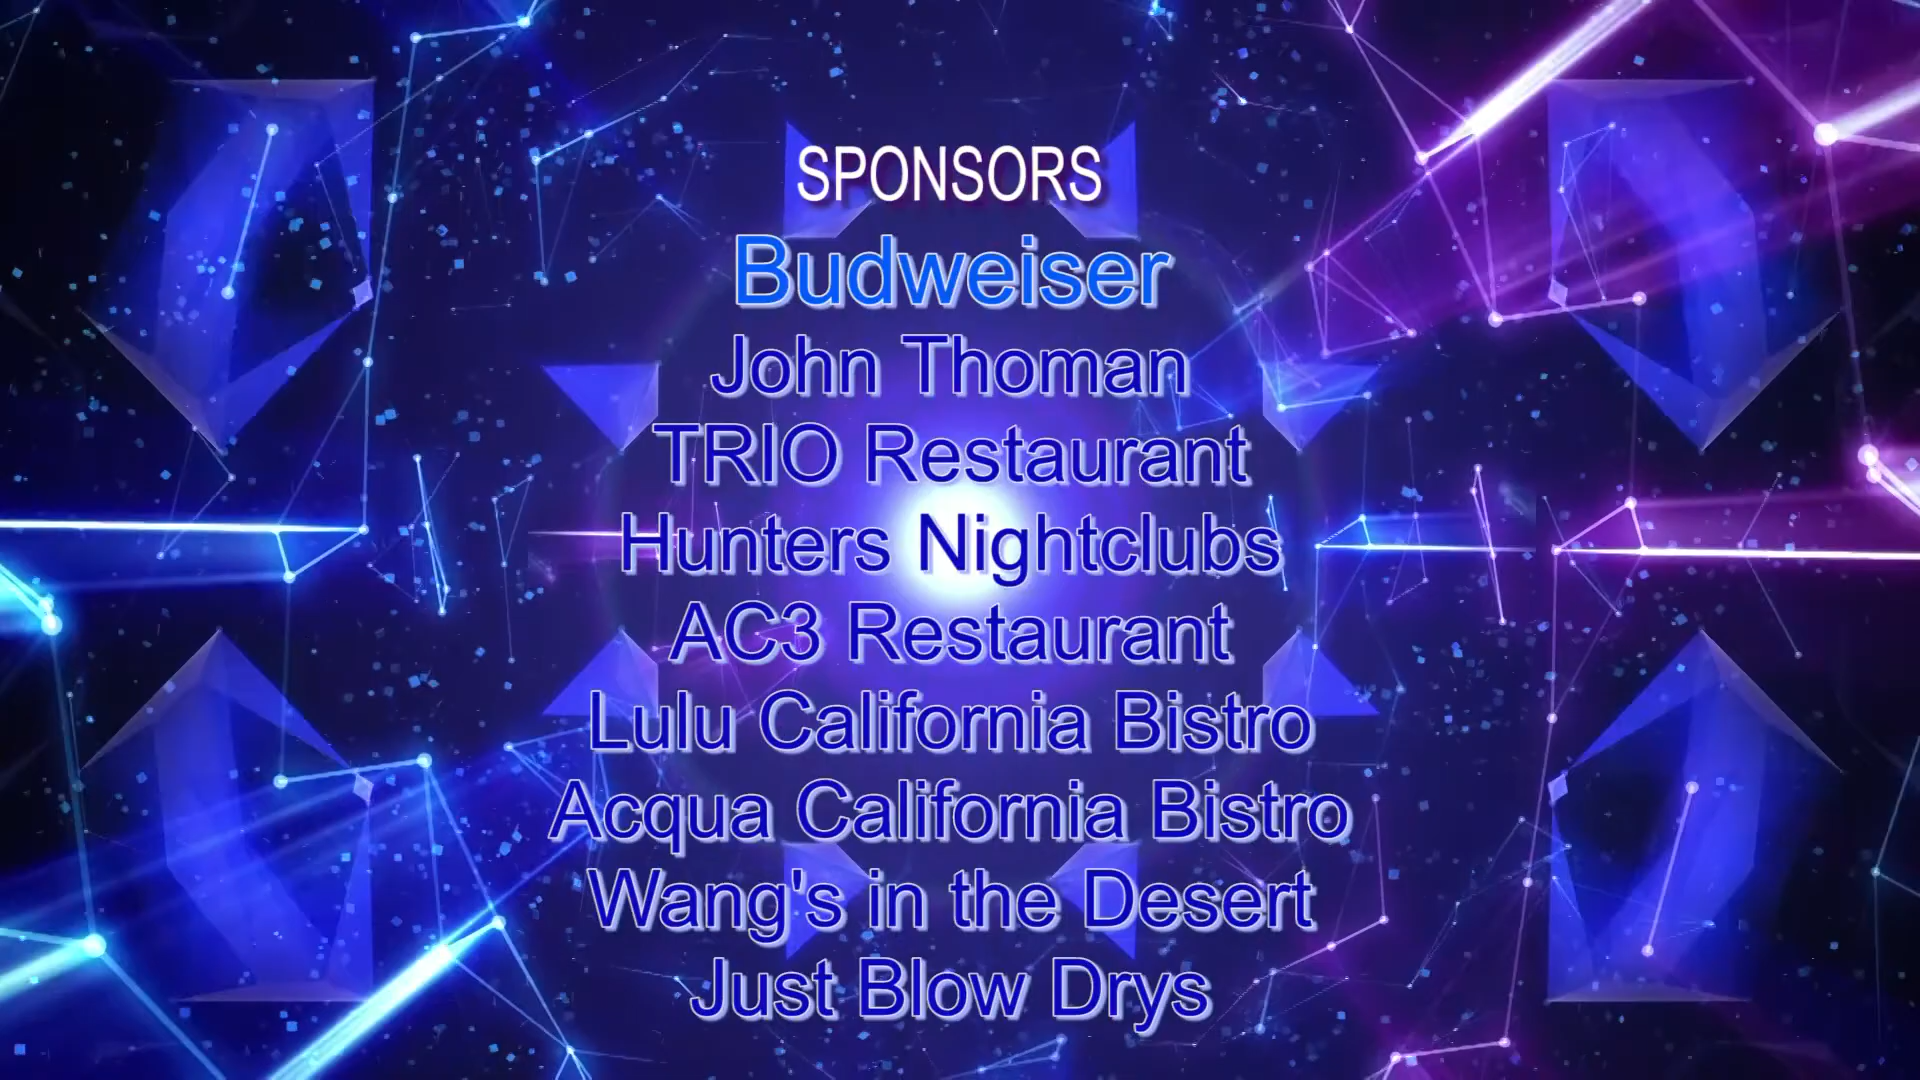 SPONSORS
Budweiser
John Thoman
TRIO Restaurant
Hunters Nightclubs
AC3 Restaurant
Lulu California Bistro
Acqua California Bistro
Wang's in the Desert
Just Blow Drys